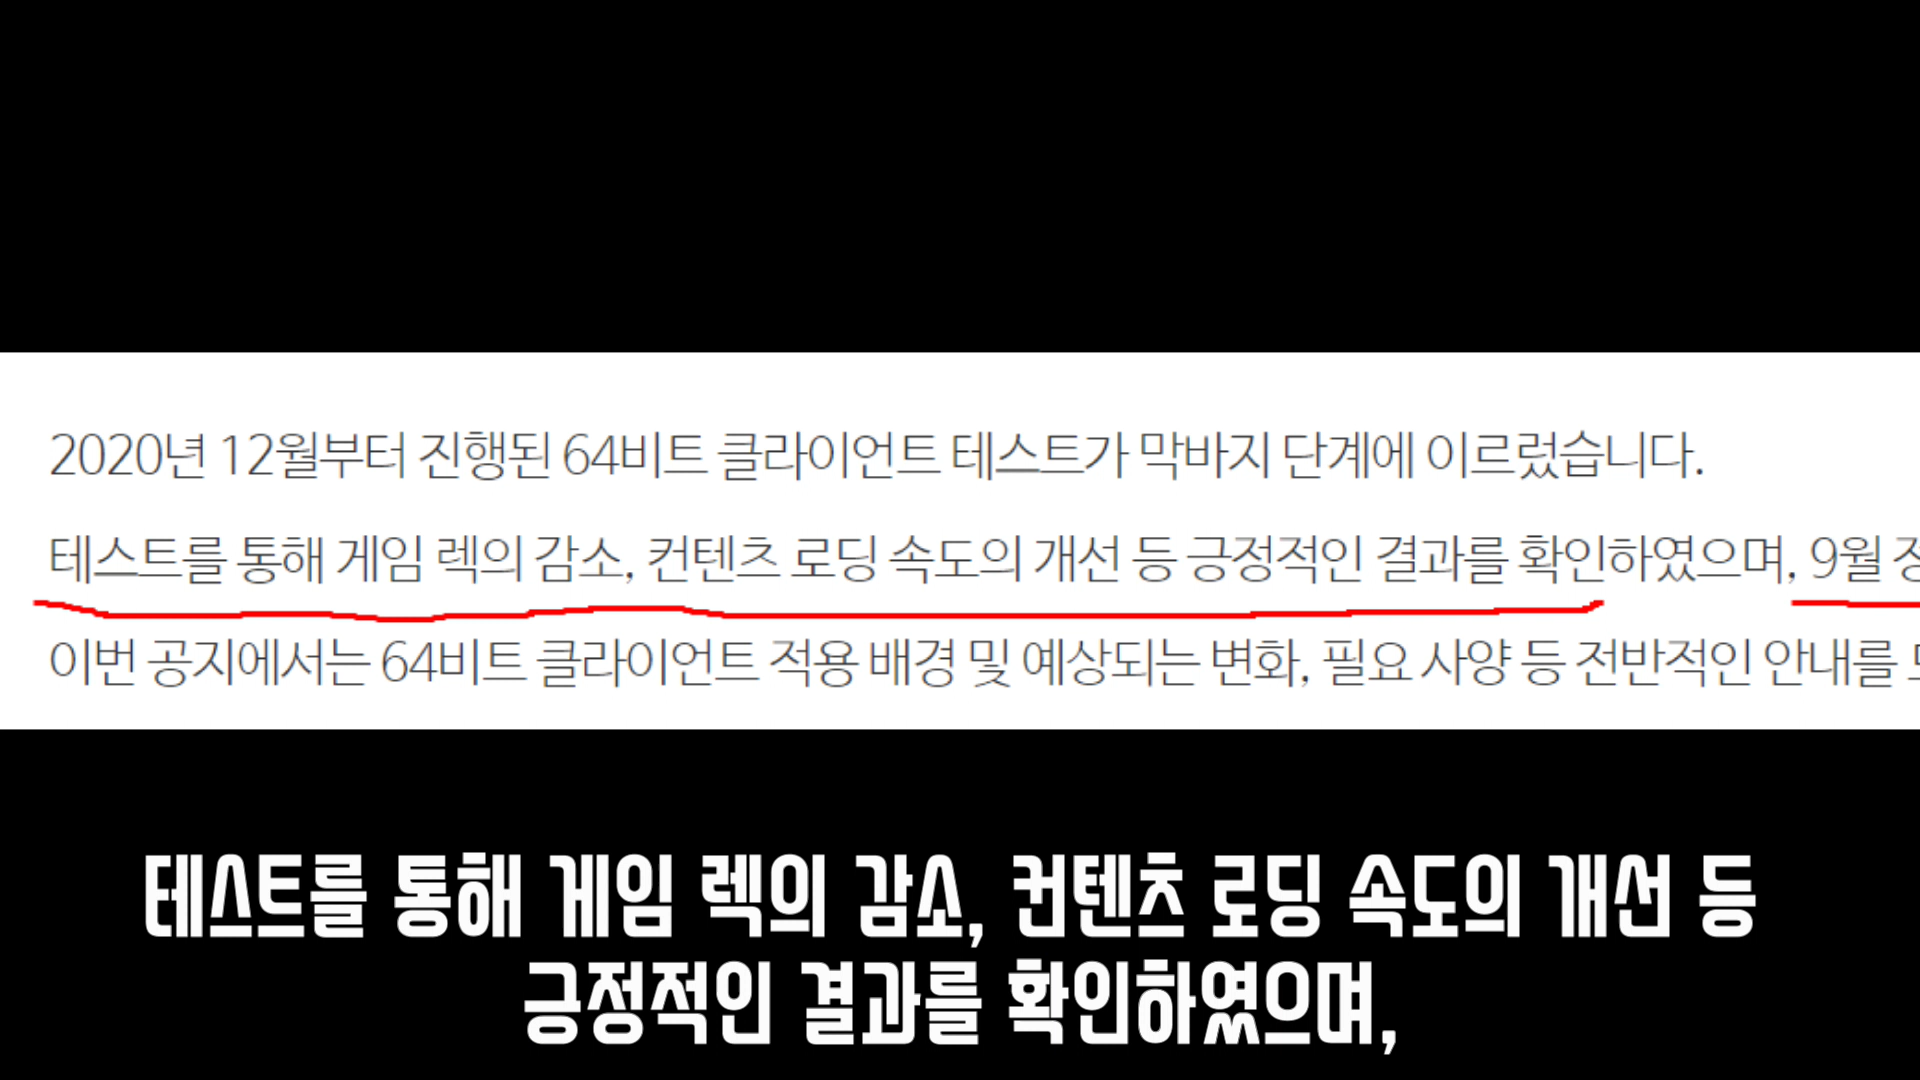 2020년 12월부터 진행된 64비트 클라이언트 테스트가 막바지 단계에 이르렀습니다.
테스트를 통해 게임 렉의 감소, 컨텐츠 로딩 속도의 개선 등 긍정적인 결과를 확인하였으며, 9월
이번 공지에서는 64비트 클라이언트 적용 배경 및 예상되는 변화, 필요 사양 등 전반적인 안내를
테스트를 통해 게임 렉의 감소, 컨텐츠 로딩 속도의 개선 등
긍정적인 결과를 확인하였으며,